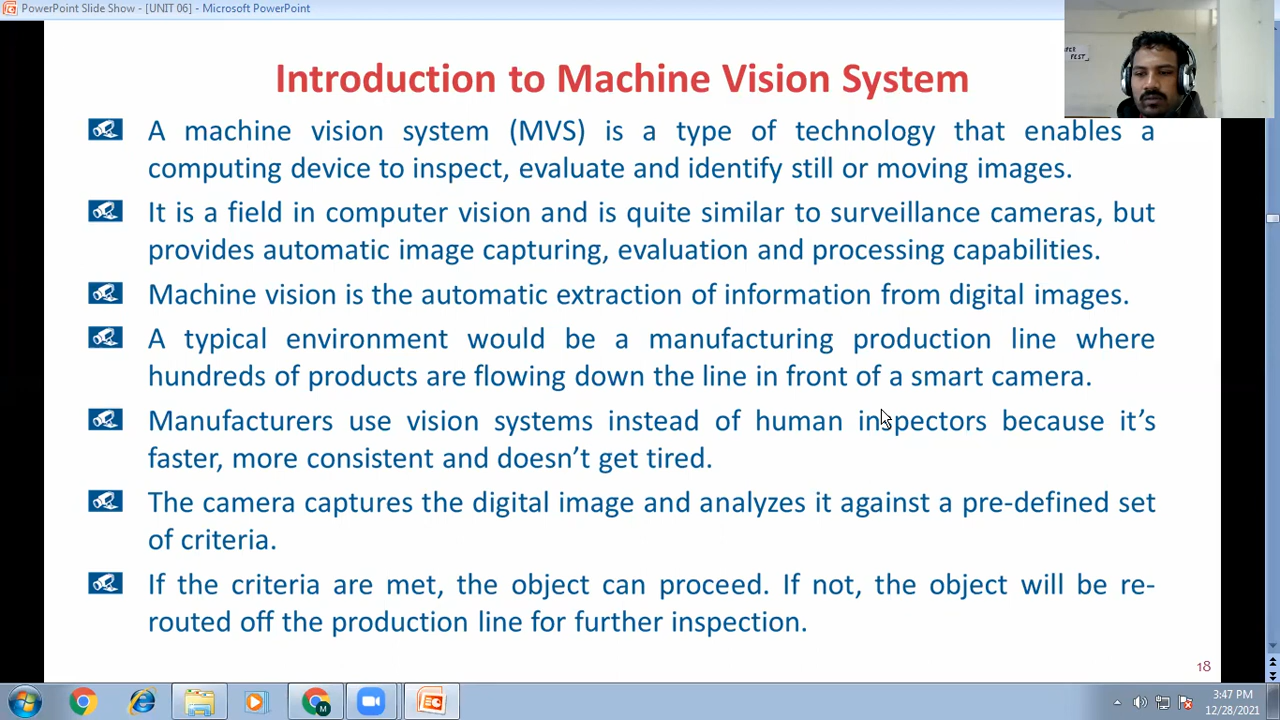 PowerPoint Slide Show - [UNIT 06] - Microsoft PowerPoint
FEST
Introduction to Machine Vision System
A machine vision system (MVS) is a type of technology that enables a
computing device to inspect, evaluate and identify still or moving images.
It is a field in computer vision and is quite similar to surveillance cameras, but
provides automatic image capturing, evaluation and processing capabilities.
Machine vision is the automatic extraction of information from digital images.
A typical environment would be a manufacturing production line where
hundreds of products are flowing down the line in front of a smart camera.
Manufacturers use vision systems instead of human inspectors because it’s
faster, more consistent and doesn’t get tired.
The camera captures the digital image and analyzes it against a pre-defined set
of criteria.
If the criteria are met, the object can proceed. If not, the object will be re-
routed off the production line for further inspection.
18
M
3:47 PM
12/28/2021